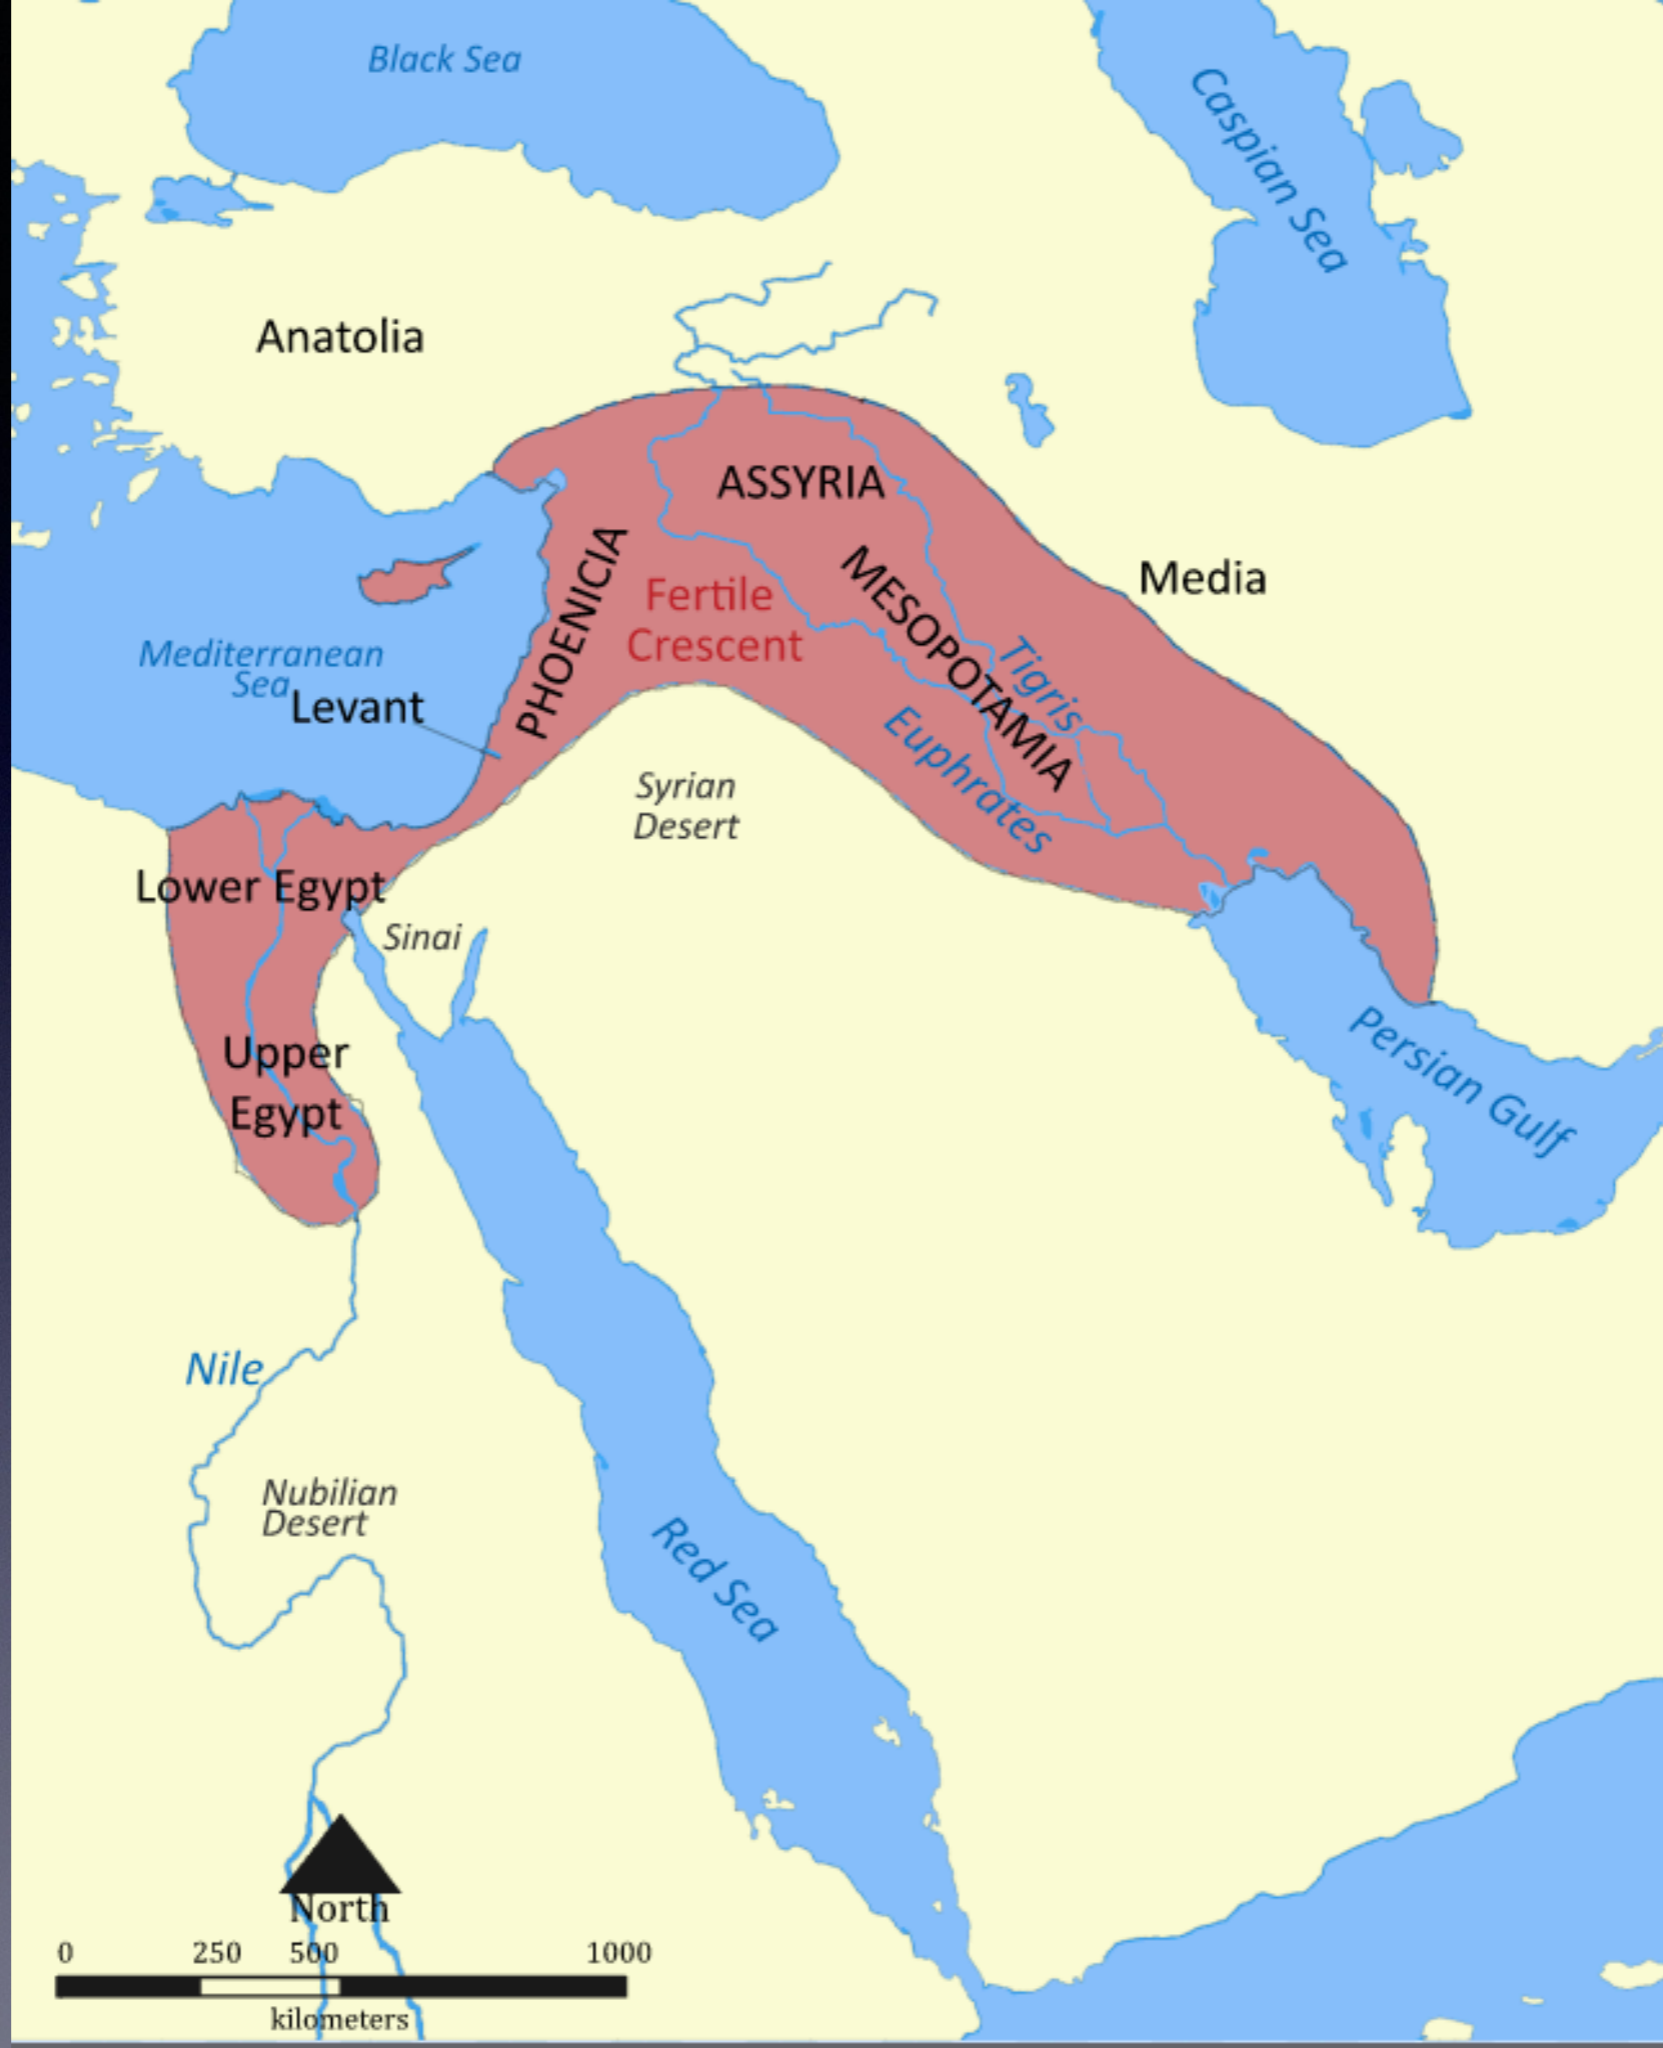 Black Sea
Caspian Sea
Anatolia
ASSYRIA
PHOENICIA
MESOPOTAMIA
Media
Fertile
Crescent
Tigris
Mediterranean
Sea
Levant
Euphrates
Syrian
Desert
Lower Egypt
Sinai
Upper
Egypt
Persian Gulf
Nile
Nubilian
Desert
Red Sea
North
0 250 500 1000
kilometers